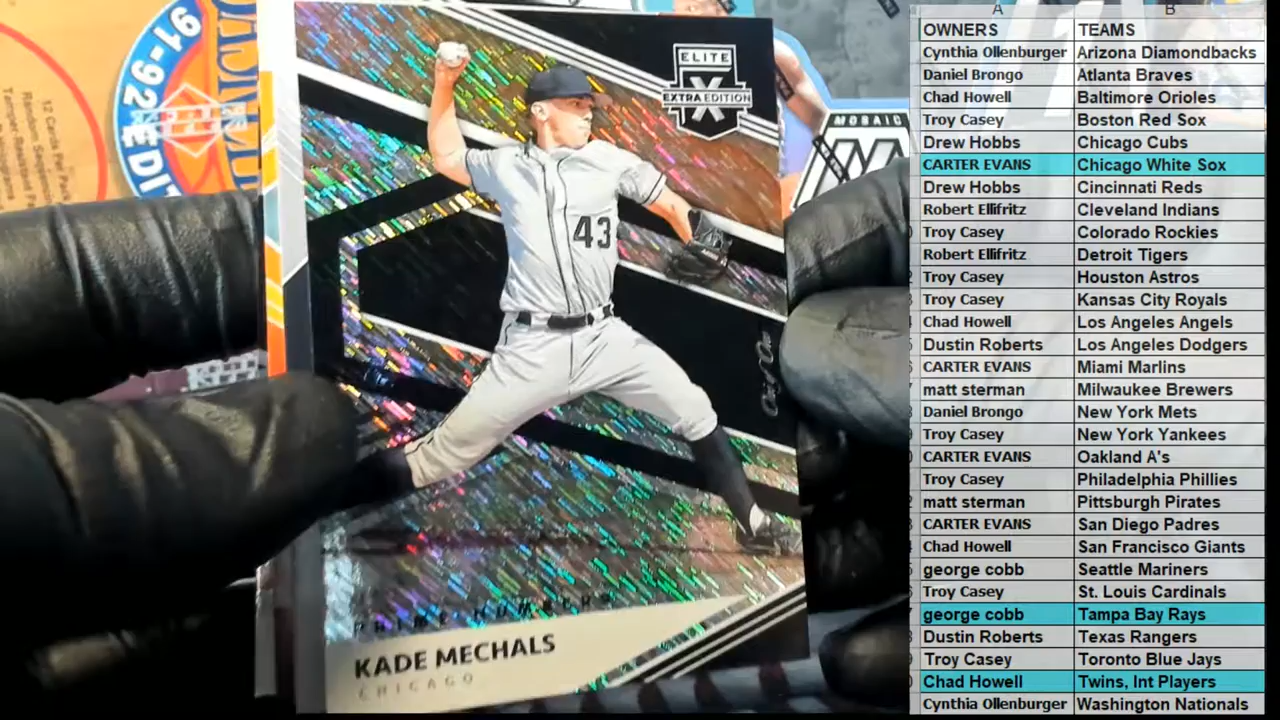 91-92 EDIT
ELITE
X
EXTRA EDITION
MOSAIC
43
PRIME NUMBERS
KADE MECHALS
CHICAGO
A B
OWNERS TEAMS
Cynthia Ollenburger Arizona Diamondbacks
Daniel Brongo Atlanta Braves
Chad Howell Baltimore Orioles
Troy Casey Boston Red Sox
Drew Hobbs Chicago Cubs
CARTER EVANS Chicago White Sox
Drew Hobbs Cincinnati Reds
Robert Ellifritz Cleveland Indians
Troy Casey Colorado Rockies
Robert Ellifritz Detroit Tigers
Troy Casey Houston Astros
Troy Casey Kansas City Royals
Chad Howell Los Angeles Angels
Dustin Roberts Los Angeles Dodgers
CARTER EVANS Miami Marlins
matt sterman Milwaukee Brewers
Daniel Brongo New York Mets
Troy Casey New York Yankees
CARTER EVANS Oakland A's
Troy Casey Philadelphia Phillies
matt sterman Pittsburgh Pirates
CARTER EVANS San Diego Padres
Chad Howell San Francisco Giants
george cobb Seattle Mariners
Troy Casey St. Louis Cardinals
george cobb Tampa Bay Rays
Dustin Roberts Texas Rangers
Troy Casey Toronto Blue Jays
Chad Howell Twins, Int Players
Cynthia Ollenburger Washington Nationals